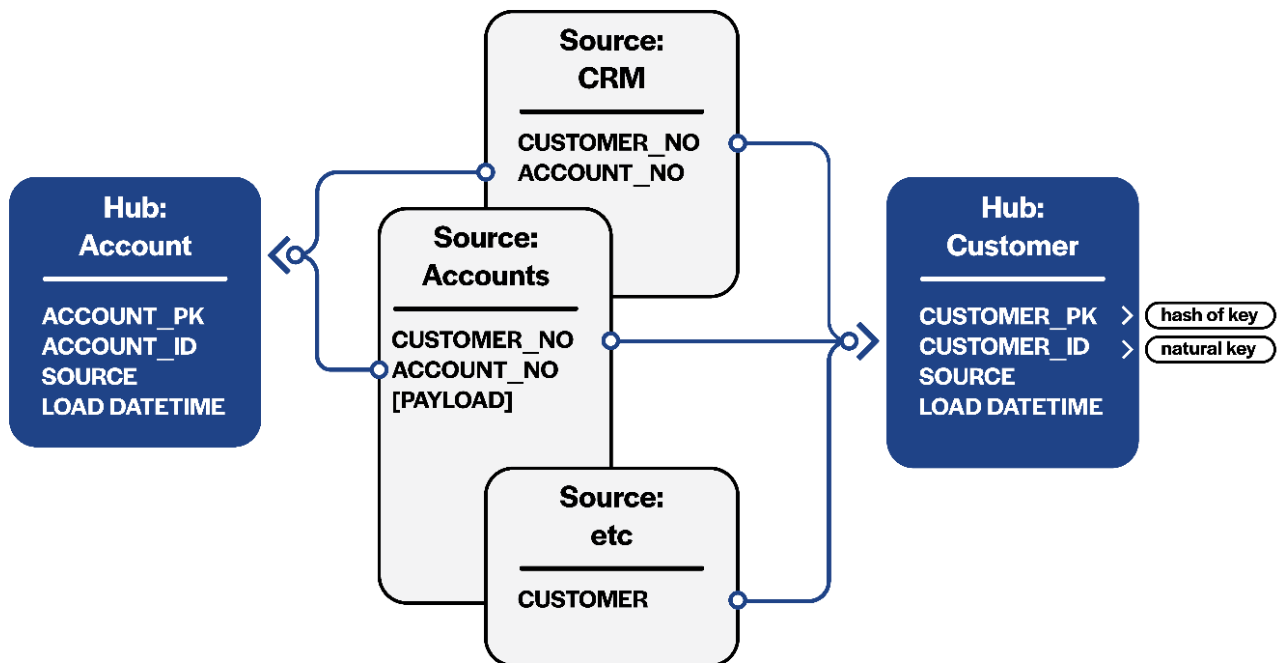 Source:
CRM
CUSTOMER_NO
ACCOUNT_NO
Hub:
Account
ACCOUNT_PK
ACCOUNT_ID
SOURCE
LOAD DATETIME
Source:
Accounts
CUSTOMER_NO
ACCOUNT_NO
[PAYLOAD]
Source:
etc
CUSTOMER
Hub:
Customer
CUSTOMER_PK
hash of key
CUSTOMER_ID
natural key
SOURCE
LOAD DATETIME